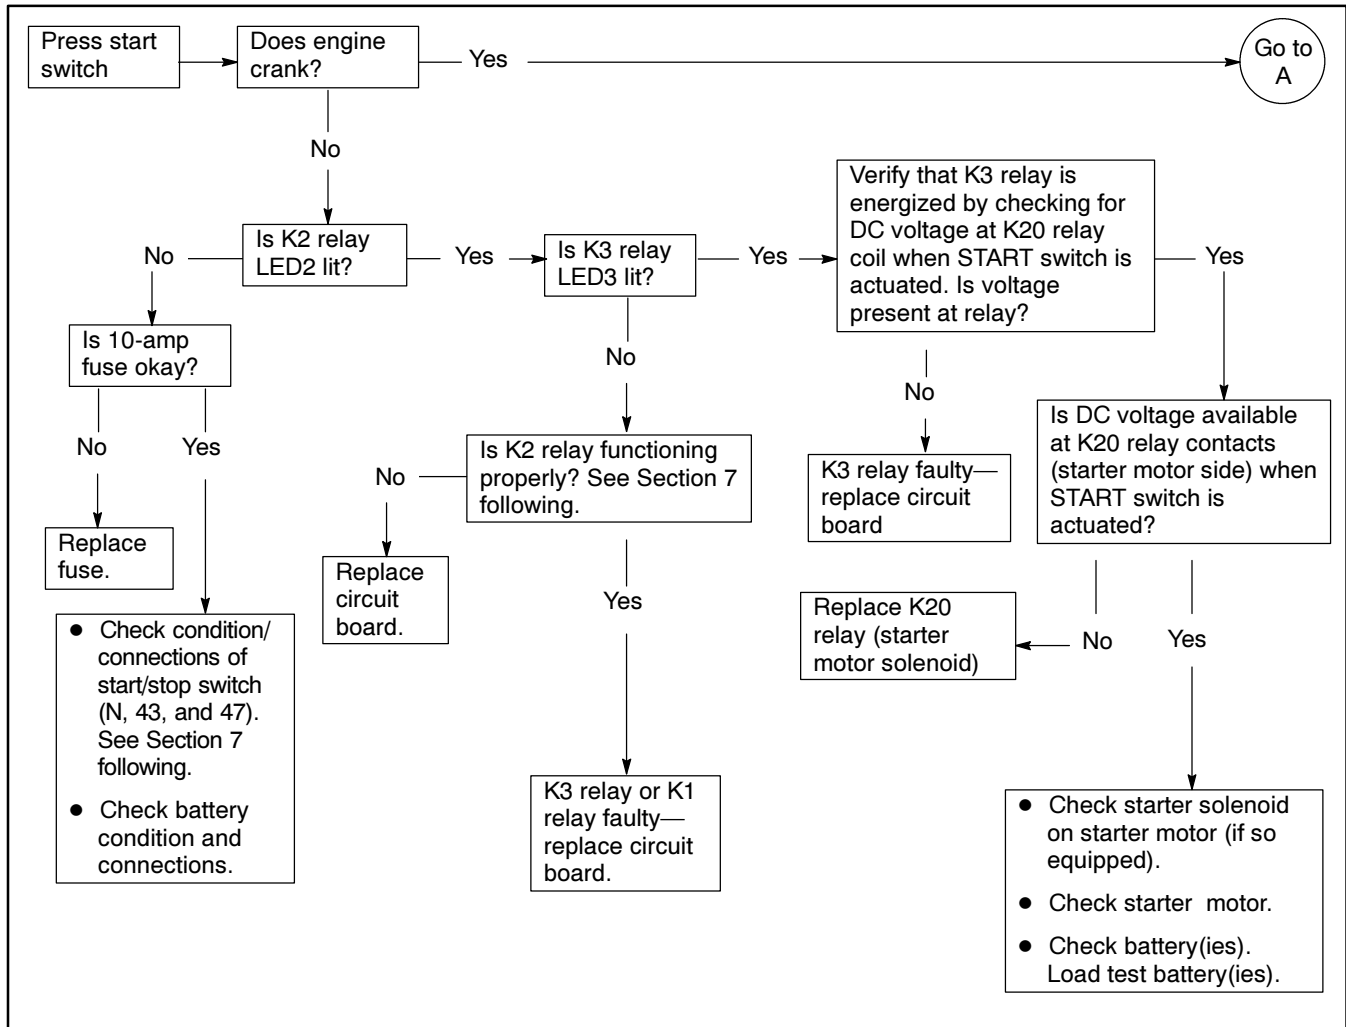 Press start
switch
Does engine
crank?
Yes
Go to
A
No
Is K2 relay
LED2 lit?
No
Yes
Is K3 relay
LED3 lit?
Yes
Verify that K3 relay is
energized by checking for
DC voltage at K20 relay
coil when START switch is
actuated. Is voltage
present at relay?
Yes
Is 10-amp
fuse okay?
No
No
Is DC voltage available
at K20 relay contacts
(starter motor side) when
START switch is
actuated?
No
Yes
Is K2 relay functioning
properly? See Section 7
following.
No
K3 relay faulty—
replace circuit
board
Replace
fuse.
Replace
circuit
board.
Yes
Replace K20
relay (starter
motor solenoid)
No
Yes
● Check condition/
connections of
start/stop switch
(N, 43, and 47).
See Section 7
following.
● Check battery
condition and
connections.
K3 relay or K1
relay faulty—
replace circuit
board.
● Check starter solenoid
on starter motor (if so
equipped).
● Check starter motor.
● Check battery(ies).
Load test battery(ies).